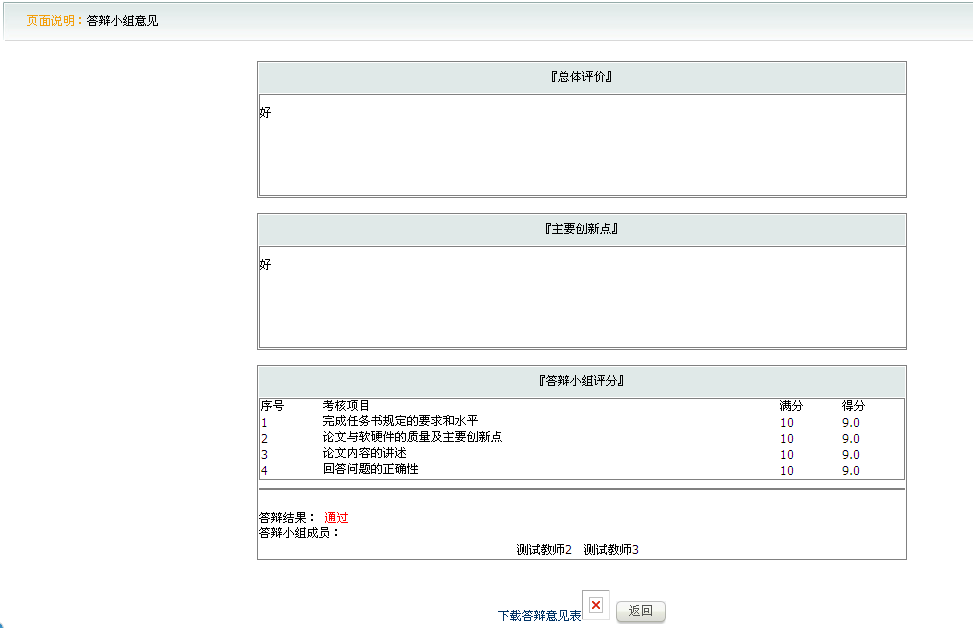 页面说明：答辩小组意见
『总体评价』
好
『主要创新点』
好
『答辩小组评分』
序号 考核项目 满分 得分
1 完成任务书规定的要求和水平 10 9.0
2 论文与软硬件的质量及主要创新点 10 9.0
3 论文内容的讲述 10 9.0
4 回答问题的正确性 10 9.0
答辩结果： 通过
答辩小组成员：
测试教师2 测试教师3
下载答辩意见表 返回